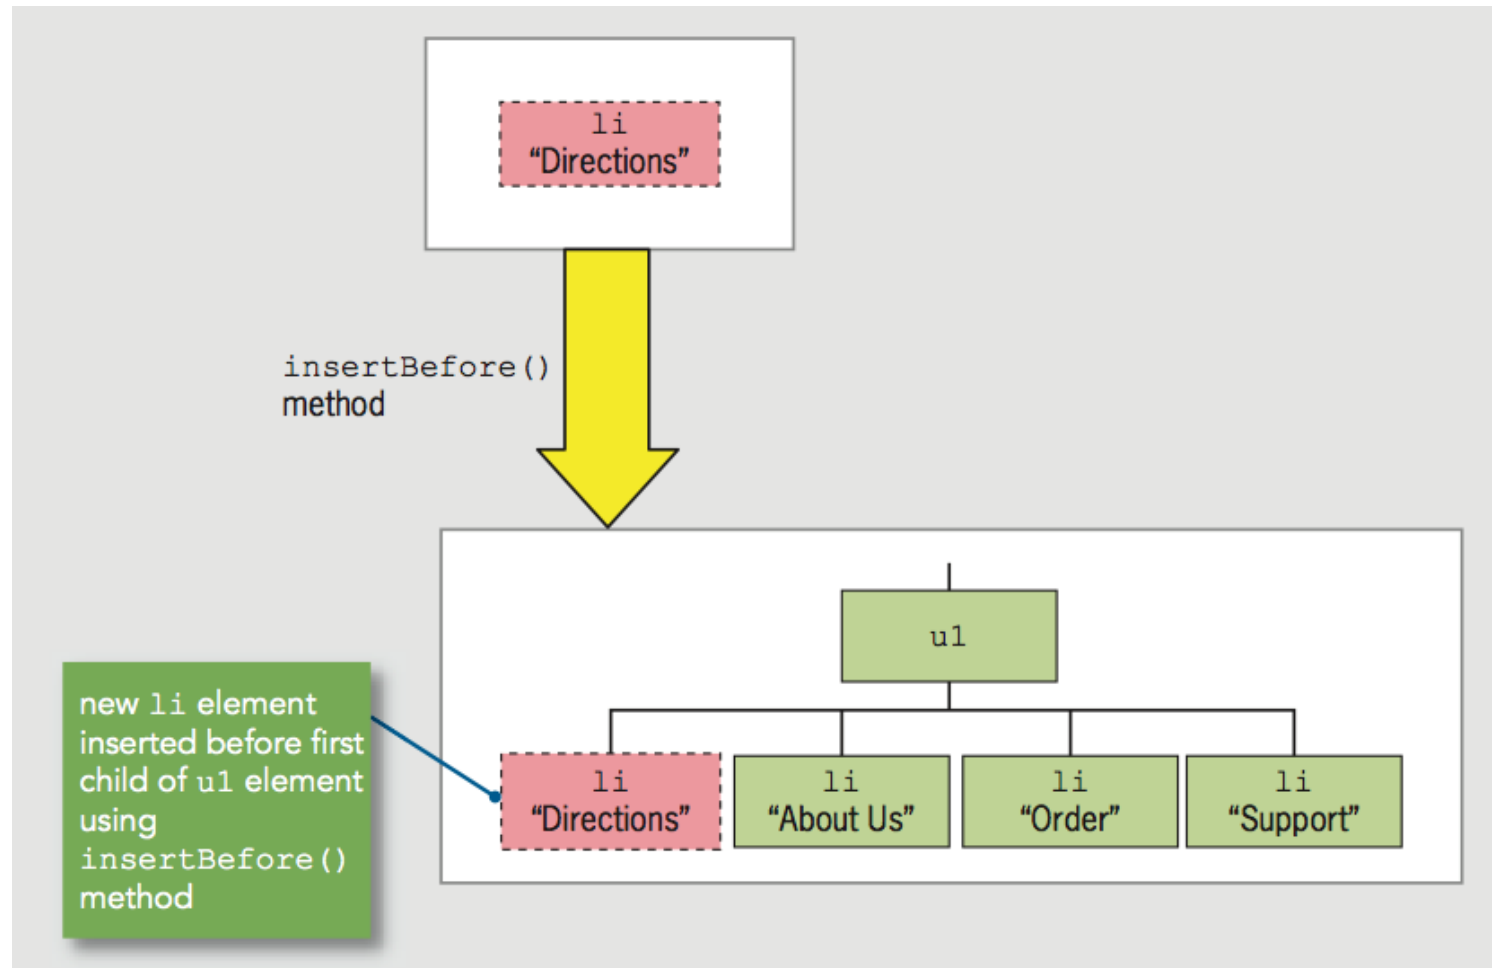 li
“Directions”
insertBefore()
method
ul
new li element
inserted before first
child of ul element
using
insertBefore()
method
li
“Directions”
li
“About Us”
li
“Order”
li
“Support”